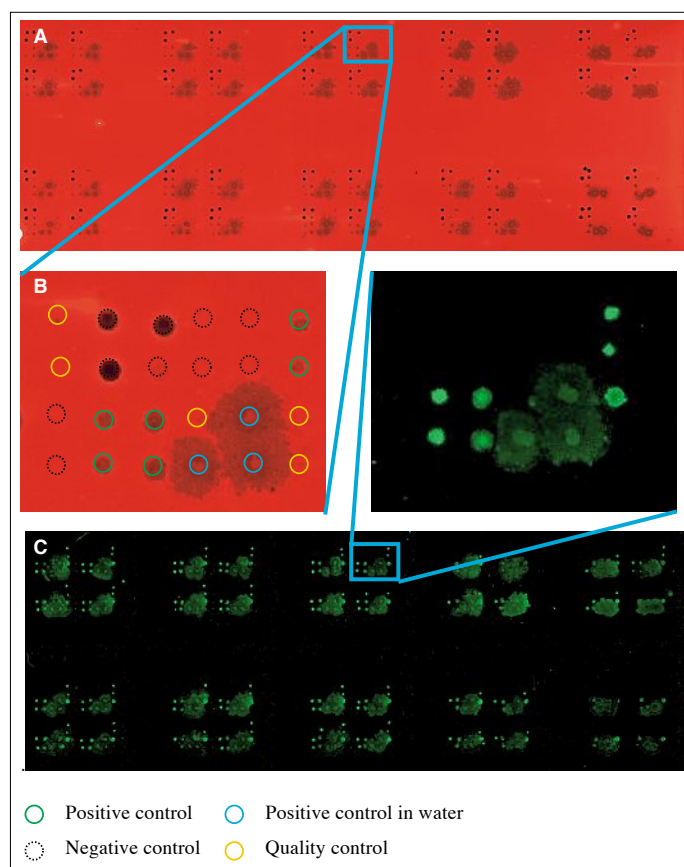 A
B
C
Positive control
Positive control in water
Negative control
Quality control